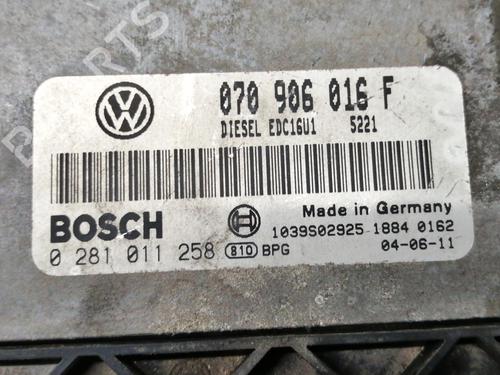 070 906 016 F
DIESEL EDC16U1 5221
BOSCH
Made in Germany
1039S02925 1884 0162
0 281 011 258 810 BPG 04-06-11